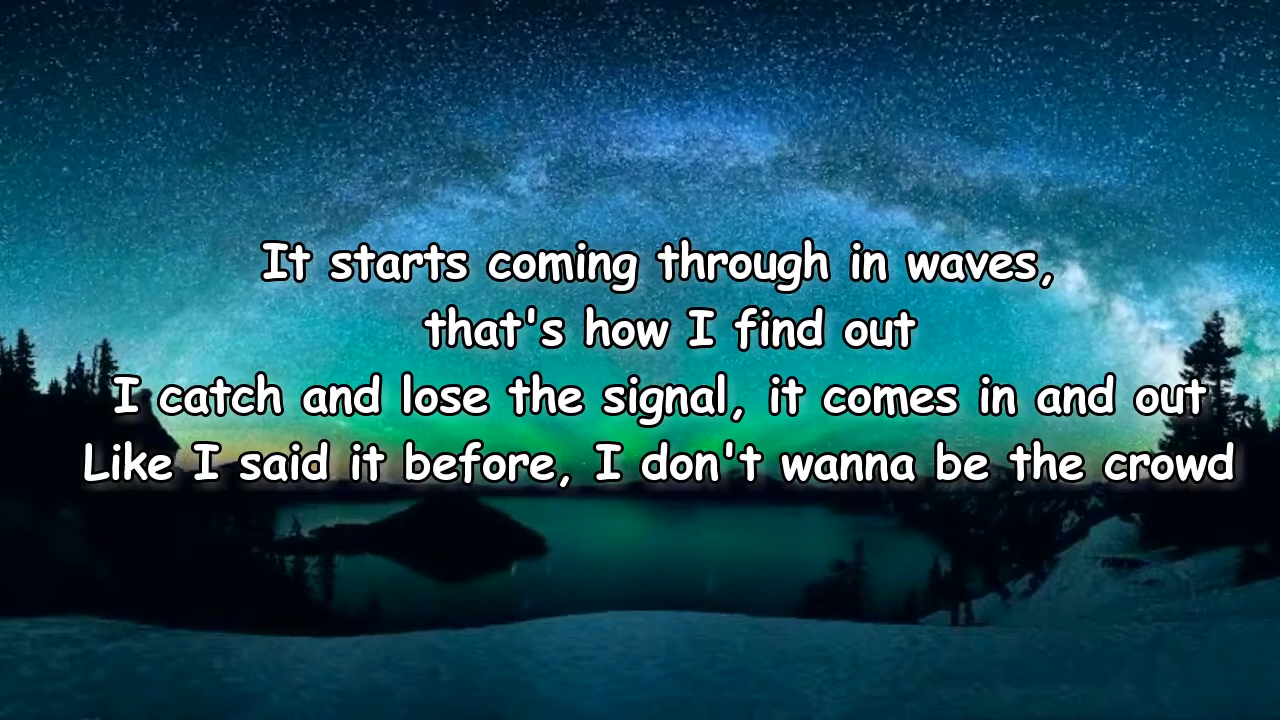 It starts coming through in waves,
that's how I find out
I catch and lose the signal, it comes in and out
Like I said it before, I don't wanna be the crowd